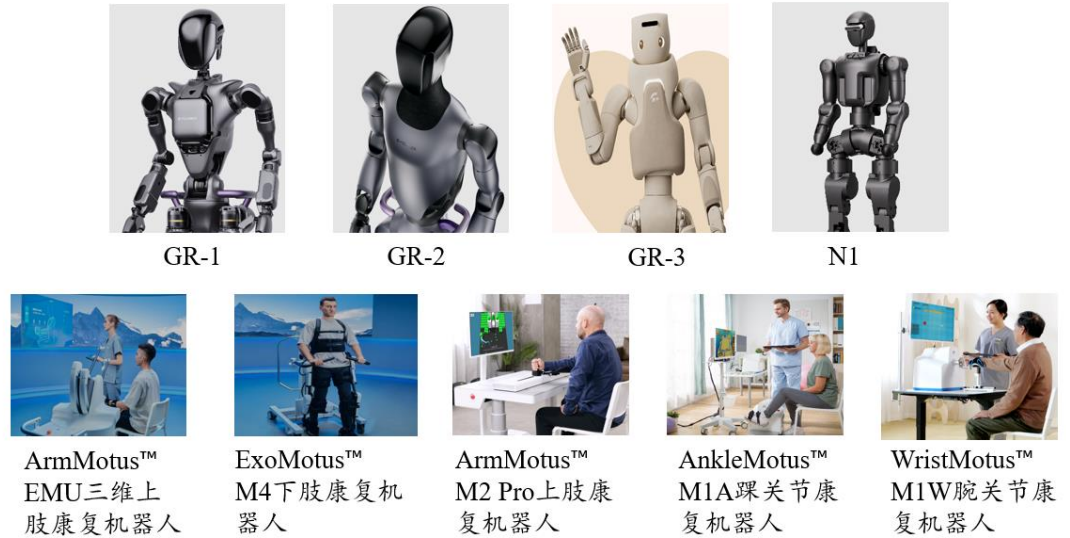 GR-1
GR-2
GR-3
N1
ArmMotus™
EMU三维上
肢康复机器人
ExoMotus™
M4下肢康复机
器人
ArmMotus™
M2 Pro上肢康
复机器人
AnkleMotus™
M1A踝关节康
复机器人
WristMotus™
M1W腕关节康
复机器人